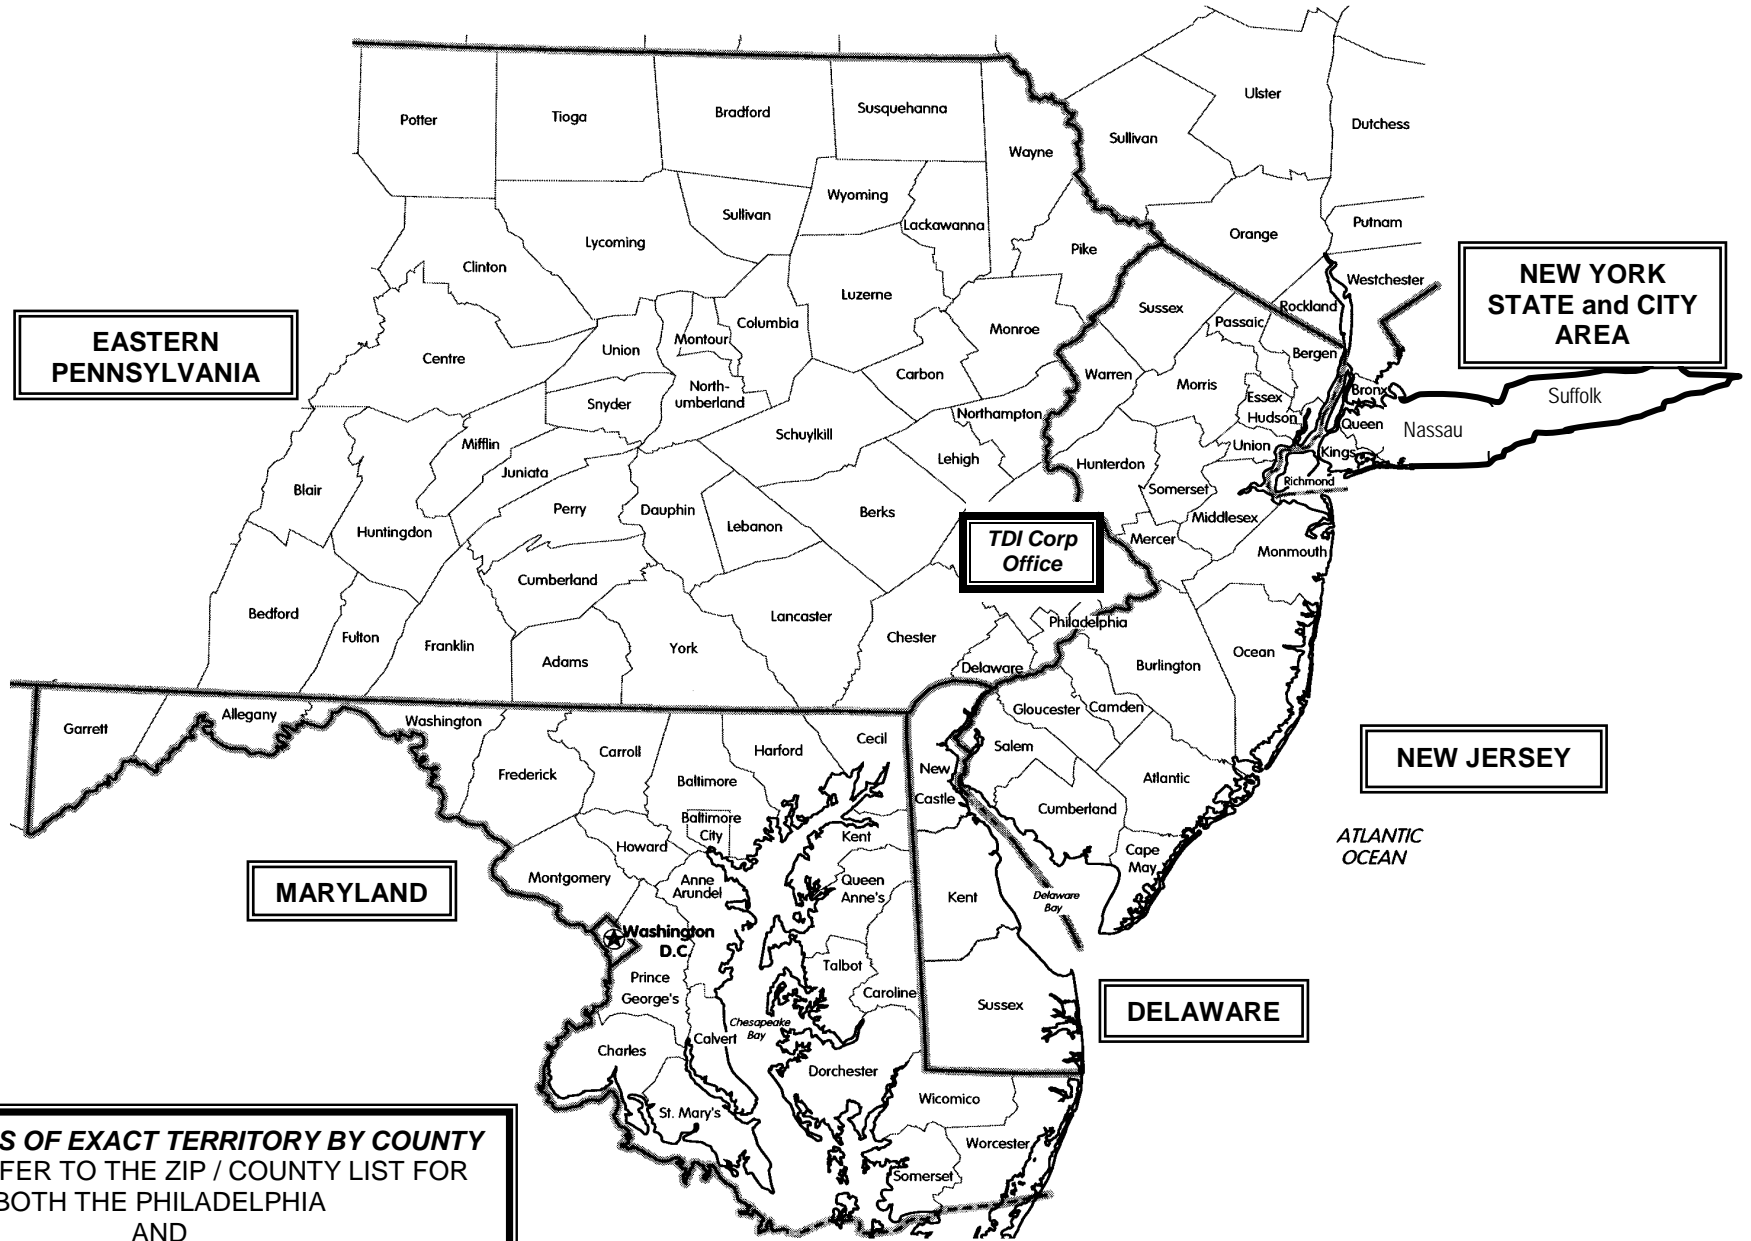 Potter
Tioga
Bradford
Susquehanna
Wayne
Sullivan
Ulster
Dutchess
Wyoming
Sullivan
Lackawanna
Lycoming
Clinton
Pike
Orange
Putnam
Westchester
Rockland
NEW YORK
STATE and CITY
AREA
EASTERN
PENNSYLVANIA
Centre
Union
Montour
Columbia
Luzerne
Monroe
Sussex
Passaic
Bergen
Warren
Morris
Essex
Hudson
Bronx
Queen
Nassau
Suffolk
Snyder
North-
umberland
Carbon
Northampton
Schuylkill
Mifflin
Juniata
Lehigh
Hunterdon
Union
Kings
Richmond
Somerset
Middlesex
Blair
Huntingdon
Perry
Dauphin
Lebanon
Berks
TDI Corp
Office
Mercer
Monmouth
Bedford
Fulton
Franklin
Cumberland
Adams
York
Lancaster
Chester
Philadelphia
Delaware
Burlington
Ocean
Garrett
Allegany
Washington
Frederick
Carroll
Baltimore
Harford
Cecil
New
Castle
Gloucester
Camden
Salem
Atlantic
Cumberland
NEW JERSEY
Baltimore
City
Howard
Kent
Cape
May
ATLANTIC
OCEAN
MARYLAND
Montgomery
Anne
Arundel
Queen
Anne's
Kent
Delaware
Bay
Washington
D.C.
Prince
George's
Talbot
Caroline
Sussex
DELAWARE
Chesapeake
Bay
Calvert
Charles
St. Mary's
Dorchester
Wicomico
Worcester
Somerset
S OF EXACT TERRITORY BY COUNTY
FER TO THE ZIP / COUNTY LIST FOR
BOTH THE PHILADELPHIA
AND